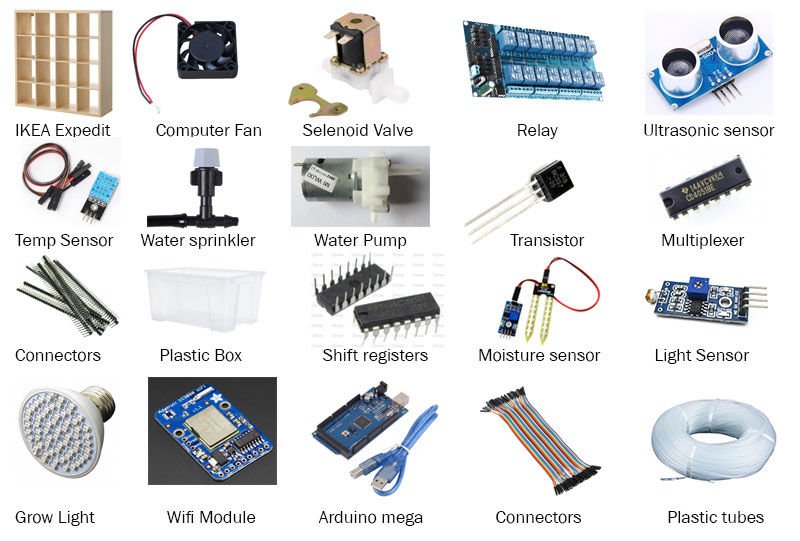 IKEA Expedit
Computer Fan
Selenoid Valve
Relay
Ultrasonic sensor
Temp Sensor
Water sprinkler
Water Pump
Transistor
Multiplexer
Connectors
Plastic Box
Shift registers
Moisture sensor
Light Sensor
Grow Light
Wifi Module
Arduino mega
Connectors
Plastic tubes